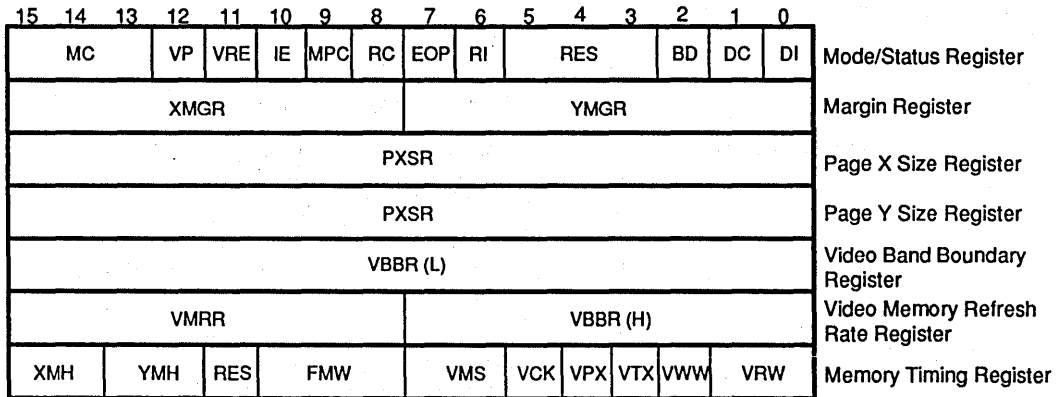 15 14 13 12 11 10 9 8 7 6 5 4 3 2 1 0
MC VP VRE IE MPC RC EOP RI RES BD DC DI Mode/Status Register
XMGR YMGR Margin Register
PXSR Page X Size Register
PXSR Page Y Size Register
VBBR (L) Video Band Boundary
Register
VMRR VBBR (H) Video Memory Refresh
Rate Register
XMH YMH RES FMW VMS VCK VPX VTX VWW VRW Memory Timing Register